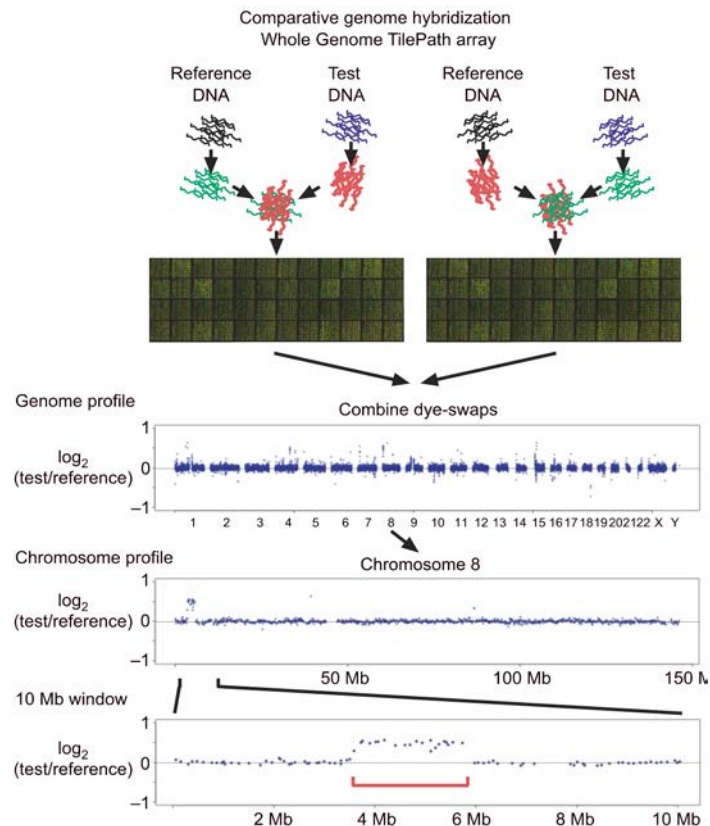 Comparative genome hybridization
Whole Genome TilePath array
Reference
DNA
Test
DNA
Reference
DNA
Test
DNA
Genome profile
Combine dye-swaps
1
log2
(test/reference)
0
–1
1 2 3 4 5 6 7 8 9 10 11 12 13 14 15 16 17 18 19 202122 X Y
Chromosome profile
Chromosome 8
1
log2
(test/reference)
0
–1
50 Mb 100 Mb 150 M
10 Mb window
1
log2
(test/reference)
0
–1
2 Mb 4 Mb 6 Mb 8 Mb 10 Mb